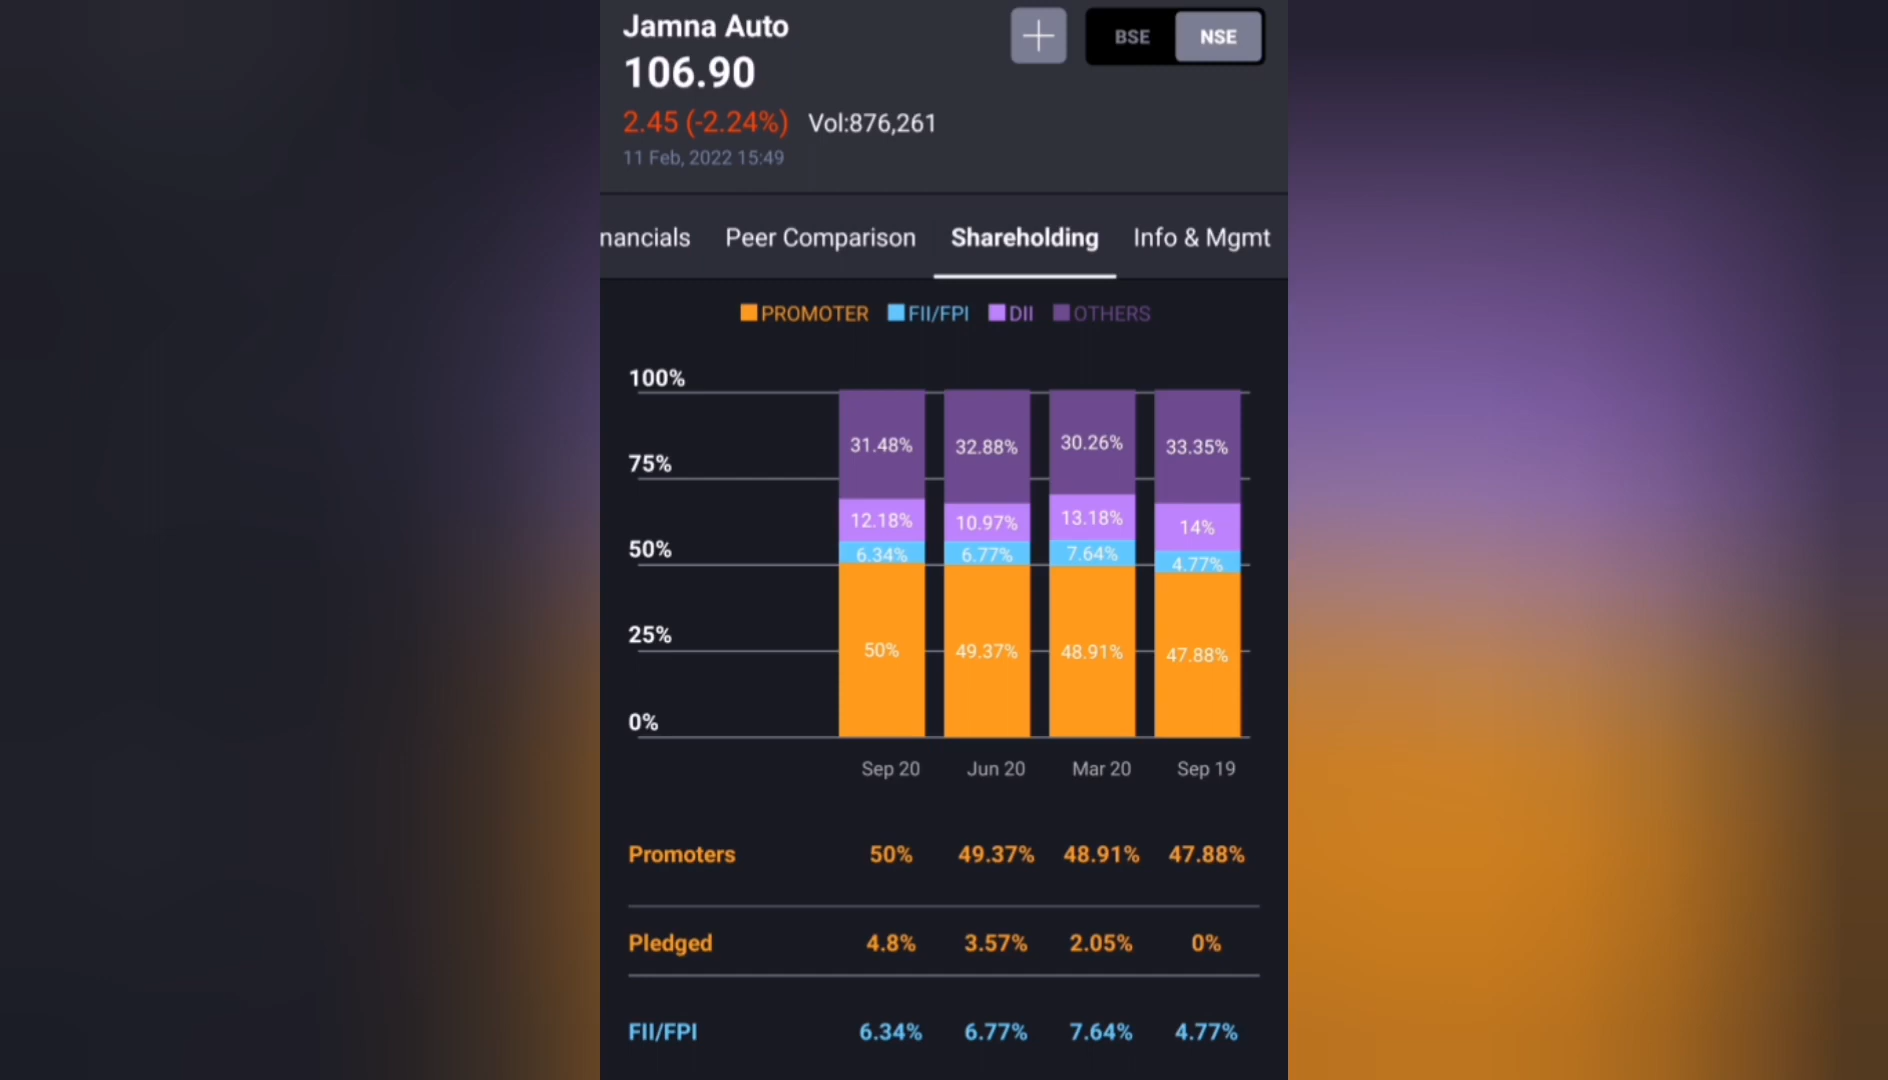 Jamna Auto
BSE NSE
106.90
2.45 (-2.24%) Vol:876,261
11 Feb, 2022 15:49
nancials Peer Comparison Shareholding Info & Mgmt
PROMOTER FII/FPI DII OTHERS
100%
31.48% 32.88% 30.26% 33.35%
75%
12.18% 10.97% 13.18% 14%
50% 6.34% 6.77% 7.64% 4.77%
25% 50% 49.37% 48.91% 47.88%
0%
Sep 20 Jun 20 Mar 20 Sep 19
Promoters 50% 49.37% 48.91% 47.88%
Pledged 4.8% 3.57% 2.05% 0%
FII/FPI 6.34% 6.77% 7.64% 4.77%